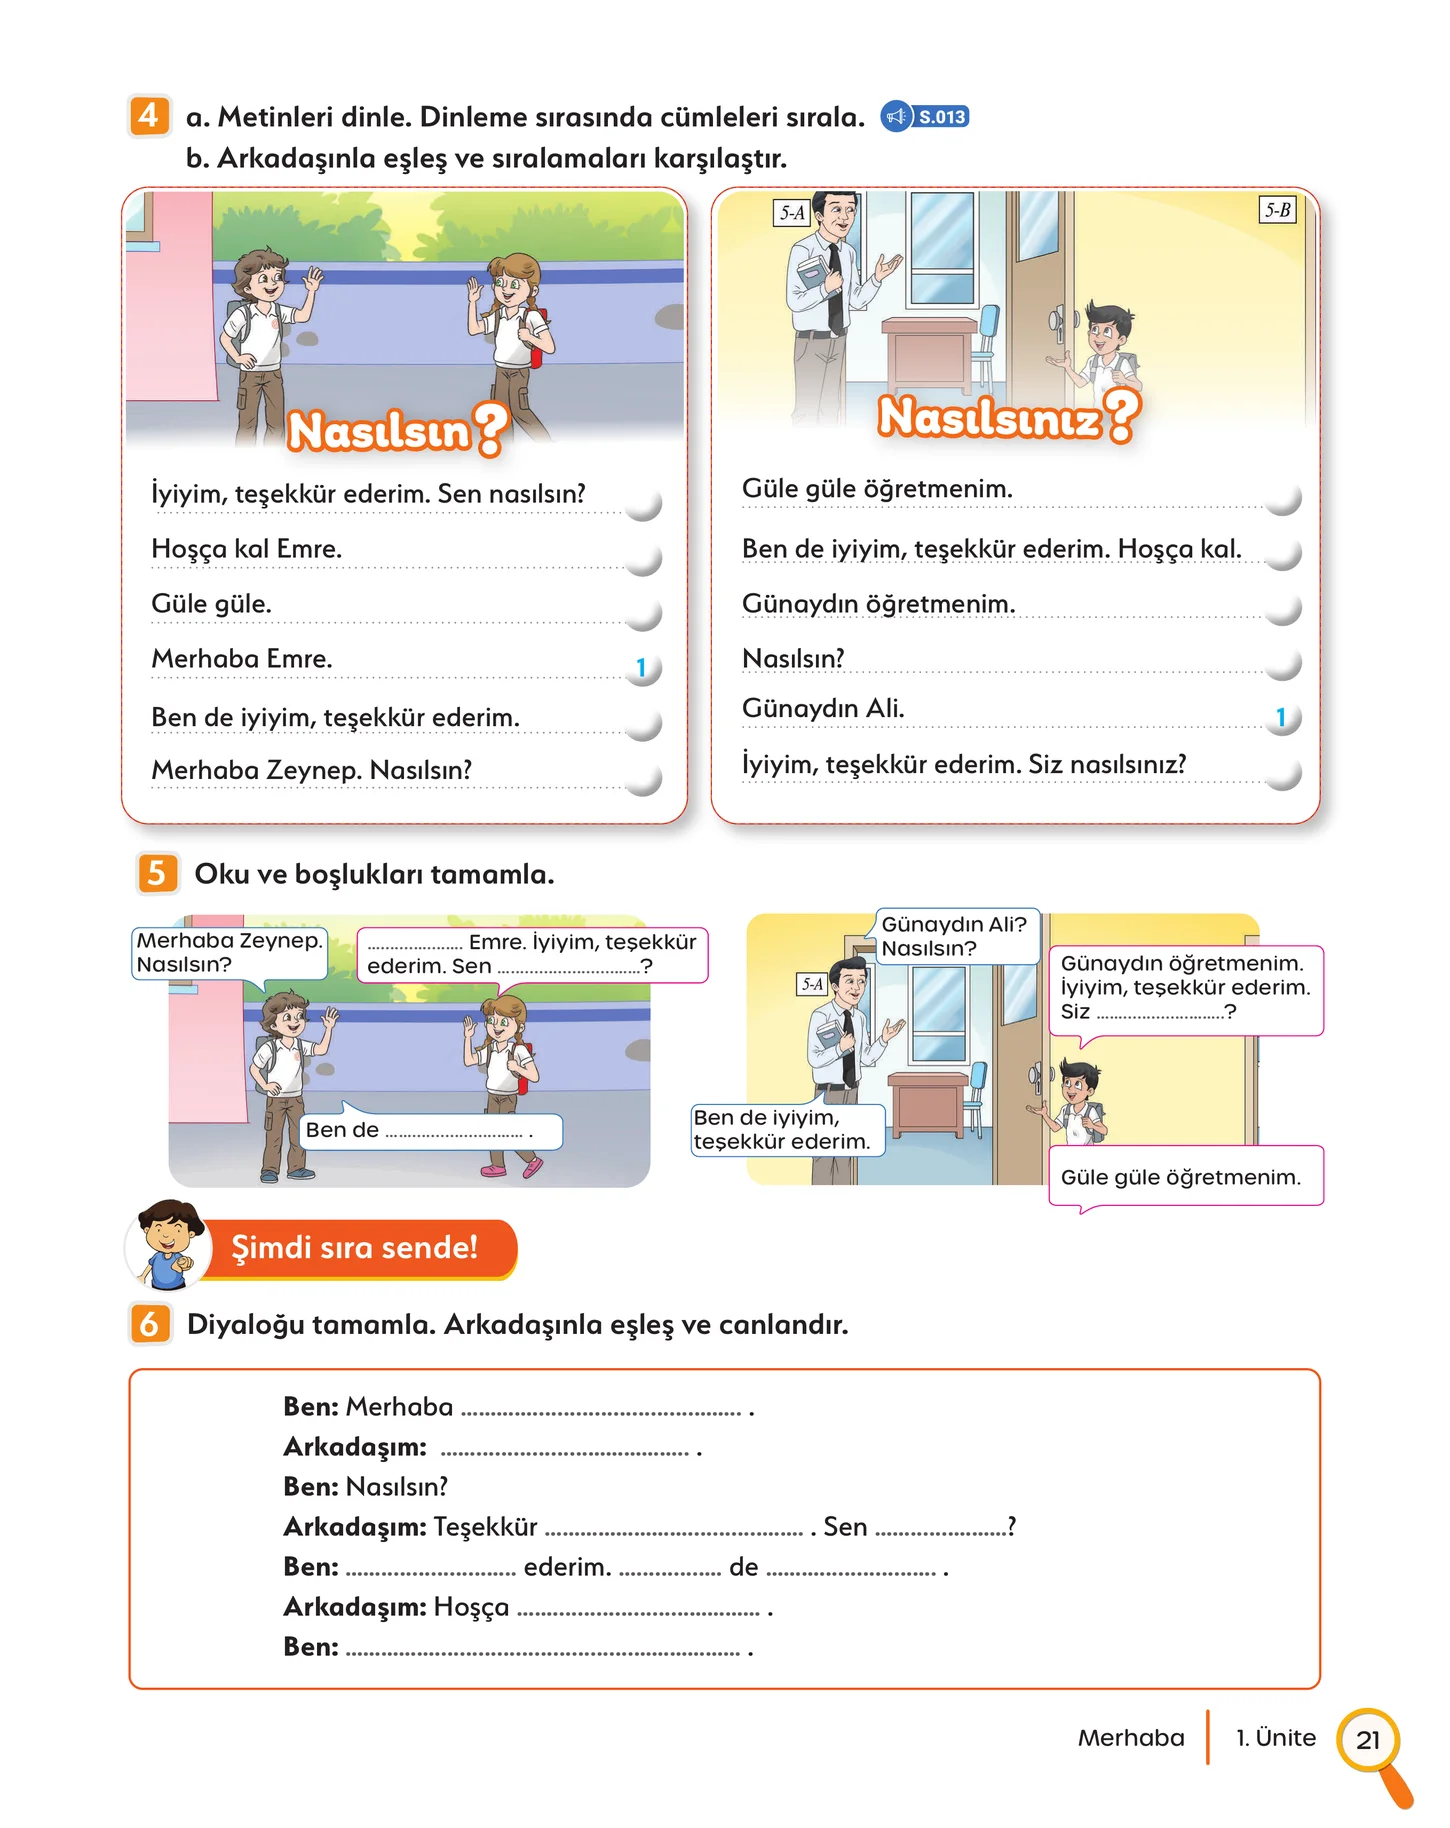 4 a. Metinleri dinle. Dinleme sırasında cümleleri sırala. S.013
b. Arkadaşınla eşleş ve sıralamaları karşılaştır.
Nasılsın?
İyiyim, teşekkür ederim. Sen nasılsın?
Hoşça kal Emre.
Güle güle.
Merhaba Emre. 1
Ben de iyiyim, teşekkür ederim.
Merhaba Zeynep. Nasılsın?
5-A
5-B
Nasılsınız?
Güle güle öğretmenim.
Ben de iyiyim, teşekkür ederim. Hoşça kal.
Günaydın öğretmenim.
Nasılsın?
Günaydın Ali. 1
İyiyim, teşekkür ederim. Siz nasılsınız?
5 Oku ve boşlukları tamamla.
Merhaba Zeynep.
Nasılsın?
..................... Emre. İyiyim, teşekkür
ederim. Sen ...............................?
Ben de .............................. .
Günaydın Ali?
Nasılsın?
5-A
Günaydın öğretmenim.
İyiyim, teşekkür ederim.
Siz ............................?
Ben de iyiyim,
teşekkür ederim.
Güle güle öğretmenim.
Şimdi sıra sende!
6 Diyaloğu tamamla. Arkadaşınla eşleş ve canlandır.
Ben: Merhaba ............................................... .
Arkadaşım: .......................................... .
Ben: Nasılsın?
Arkadaşım: Teşekkür ........................................... . Sen ......................?
Ben: ............................. ederim. ................. de ............................. .
Arkadaşım: Hoşça ......................................... .
Ben: ................................................................... .
Merhaba 1. Ünite 21